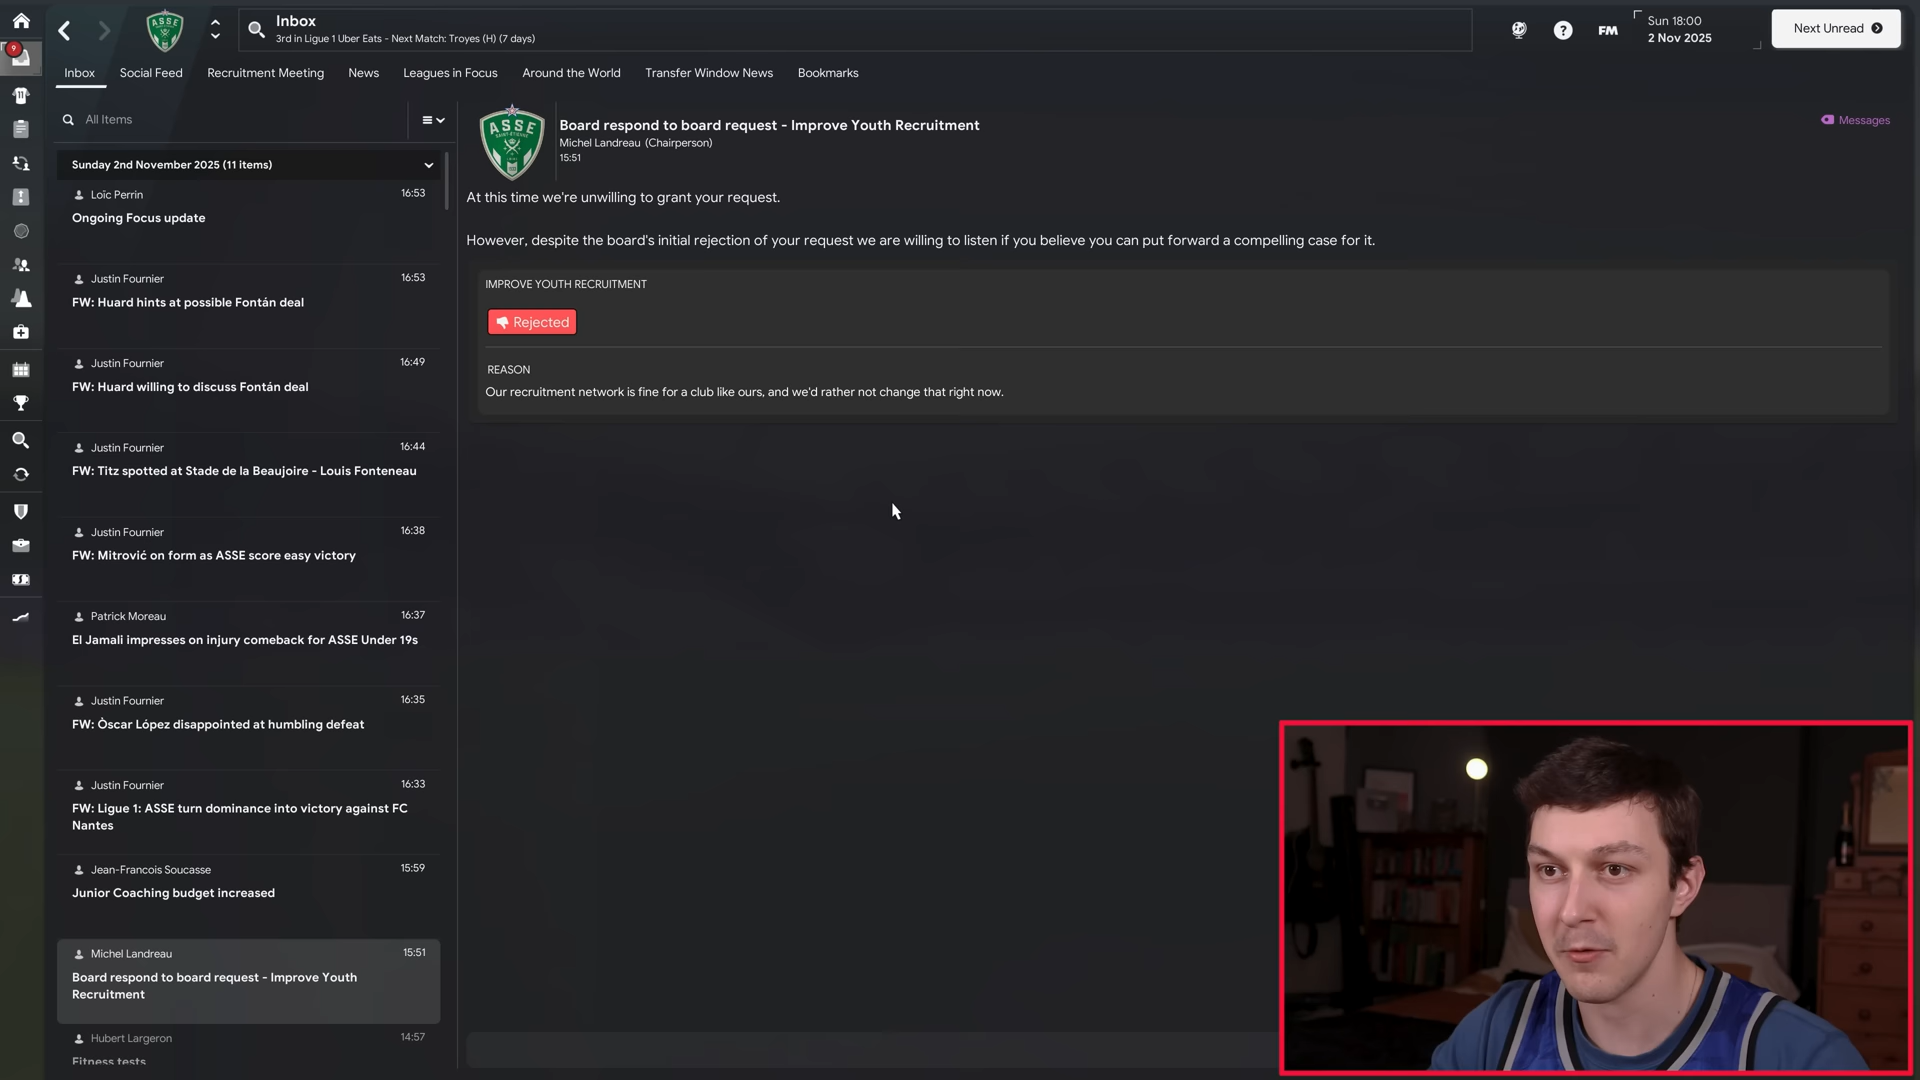 9
ASSE
Inbox
3rd in Ligue 1 Uber Eats - Next Match: Troyes (H) (7 days)
FM
Sun 18:00
2 Nov 2025
Next Unread
Inbox
Social Feed
Recruitment Meeting
News
Leagues in Focus
Around the World
Transfer Window News
Bookmarks
All Items
Sunday 2nd November 2025 (11 items)
Loïc Perrin
16:53
Ongoing Focus update
Justin Fournier
16:53
FW: Huard hints at possible Fontán deal
Justin Fournier
16:49
FW: Huard willing to discuss Fontán deal
Justin Fournier
16:44
FW: Titz spotted at Stade de la Beaujoire - Louis Fonteneau
Justin Fournier
16:38
FW: Mitrović on form as ASSE score easy victory
Patrick Moreau
16:37
El Jamali impresses on injury comeback for ASSE Under 19s
Justin Fournier
16:35
FW: Òscar López disappointed at humbling defeat
Justin Fournier
16:33
FW: Ligue 1: ASSE turn dominance into victory against FC
Nantes
Jean-Francois Soucasse
15:59
Junior Coaching budget increased
Michel Landreau
15:51
Board respond to board request - Improve Youth
Recruitment
Hubert Largeron
14:57
Fitness tests
ASSE
Board respond to board request - Improve Youth Recruitment
Michel Landreau (Chairperson)
15:51
Messages
At this time we're unwilling to grant your request.
However, despite the board's initial rejection of your request we are willing to listen if you believe you can put forward a compelling case for it.
IMPROVE YOUTH RECRUITMENT
Rejected
REASON
Our recruitment network is fine for a club like ours, and we'd rather not change that right now.